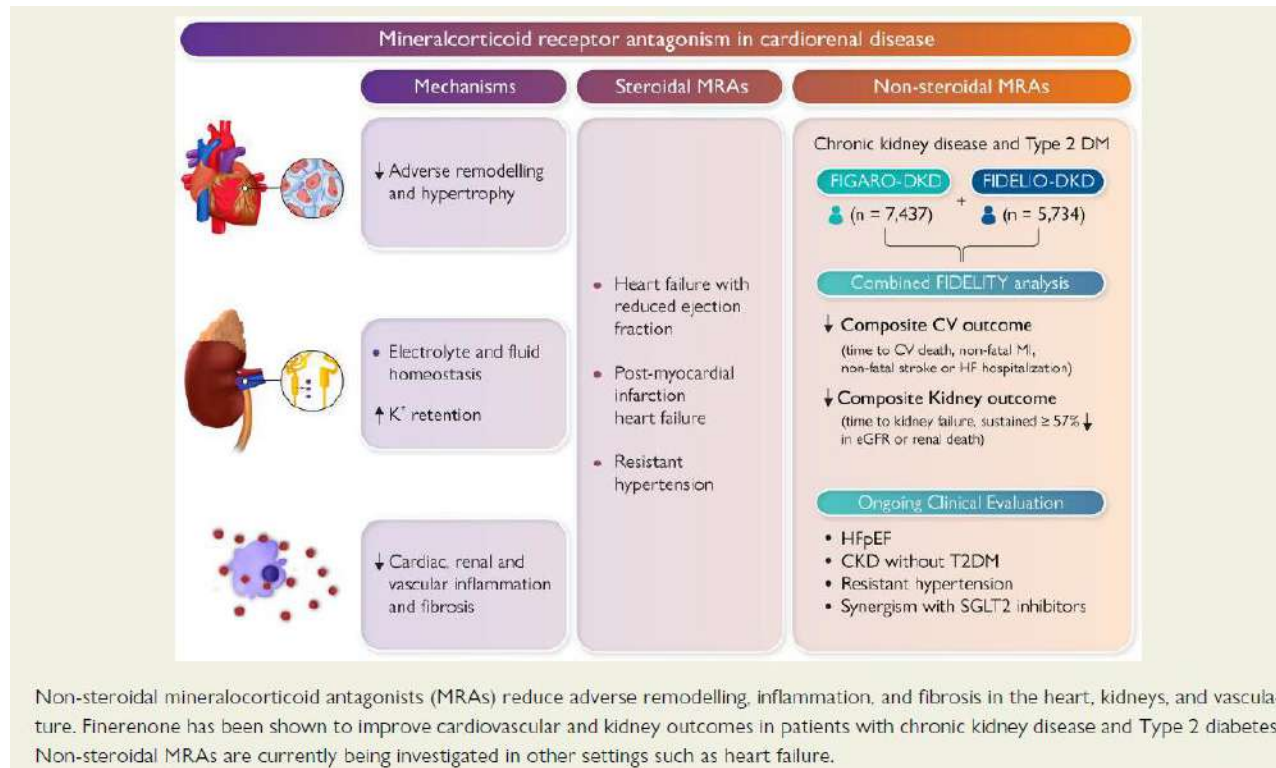 Mineralcorticoid receptor antagonism in cardiorenal disease
Mechanisms
Steroidal MRAs
Non-steroidal MRAs
↓ Adverse remodelling
and hypertrophy
• Electrolyte and fluid
homeostasis
↑ K⁺ retention
↓ Cardiac, renal and
vascular inflammation
and fibrosis
• Heart failure with
reduced ejection
fraction
• Post-myocardial
infarction
heart failure
• Resistant
hypertension
Chronic kidney disease and Type 2 DM
FIGARO-DKD + FIDELIO-DKD
(n = 7,437) (n = 5,734)
Combined FIDELITY analysis
↓ Composite CV outcome
(time to CV death, non-fatal MI,
non-fatal stroke or HF hospitalization)
↓ Composite Kidney outcome
(time to kidney failure, sustained ≥ 57% ↓
in eGFR or renal death)
Ongoing Clinical Evaluation
• HFpEF
• CKD without T2DM
• Resistant hypertension
• Synergism with SGLT2 inhibitors
Non-steroidal mineralocorticoid antagonists (MRAs) reduce adverse remodelling, inflammation, and fibrosis in the heart, kidneys, and vascula-
ture. Finerenone has been shown to improve cardiovascular and kidney outcomes in patients with chronic kidney disease and Type 2 diabetes
Non-steroidal MRAs are currently being investigated in other settings such as heart failure.